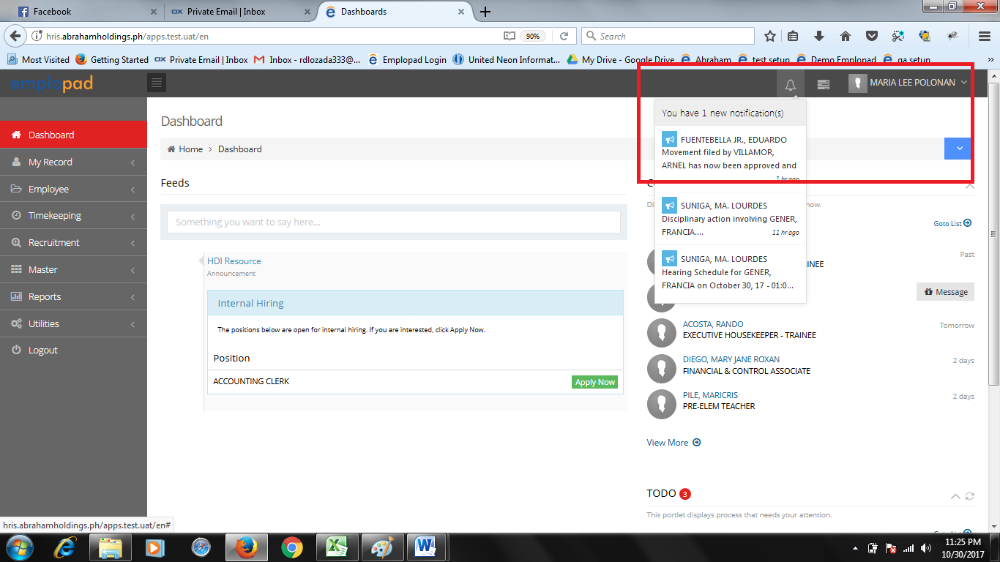 Facebook
Private Email | Inbox
Dashboards
hris.abrahamholdings.ph/apps.test.uat/en
90%
Search
Most Visited
Getting Started
Private Email | Inbox
Inbox - rdlozada333@...
Emplopad Login
United Neon Informat...
My Drive - Google Drive
Abraham
test setup
Demo Emplopad
qa setup
emplopad
MARIA LEE POLONAN
Dashboard
My Record
Employee
Timekeeping
Recruitment
Master
Reports
Utilities
Logout
Dashboard
Home > Dashboard
Feeds
Something you want to say here...
HDI Resource
Announcement
Internal Hiring
The positions below are open for internal hiring. If you are interested, click Apply Now.
Position
ACCOUNTING CLERK
Apply Now
You have 1 new notification(s)
FUENTEBELLA JR., EDUARDO
Movement filed by VILLAMOR,
ARNEL has now been approved and
1 hr ago
SUNIGA, MA. LOURDES
Disciplinary action involving GENER,
FRANCIA....
11 hr ago
SUNIGA, MA. LOURDES
Hearing Schedule for GENER,
FRANCIA on October 30, 17 - 01:0...
Goto List
Past
Message
ACOSTA, RANDO
Tomorrow
EXECUTIVE HOUSEKEEPER - TRAINEE
DIEGO, MARY JANE ROXAN
2 days
FINANCIAL & CONTROL ASSOCIATE
PILE, MARICRIS
2 days
PRE-ELEM TEACHER
View More
TODO 3
This portlet displays process that needs your attention.
hris.abrahamholdings.ph/apps.test.uat/en#
11:25 PM
10/30/2017